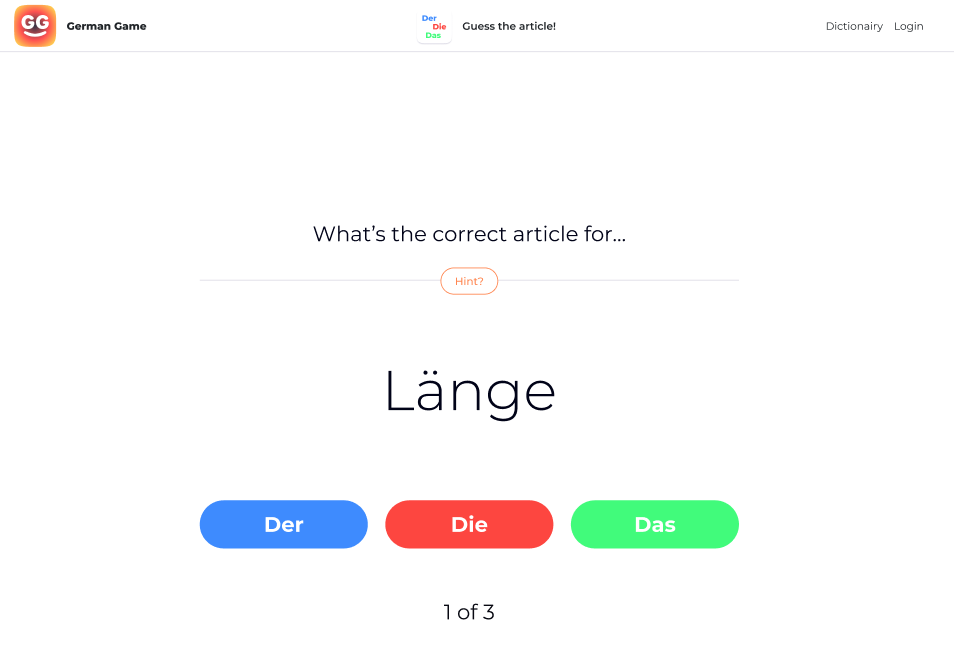 GG German Game
Der
Die
Das
Guess the article!
Dictionairy Login
What’s the correct article for...
Hint?
Länge
Der Die Das
1 of 3